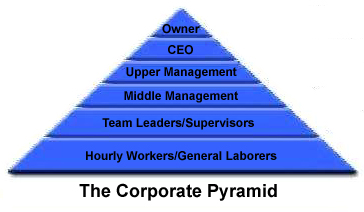 Owner
CEO
Upper Management
Middle Management
Team Leaders/Supervisors
Hourly Workers/General Laborers
The Corporate Pyramid